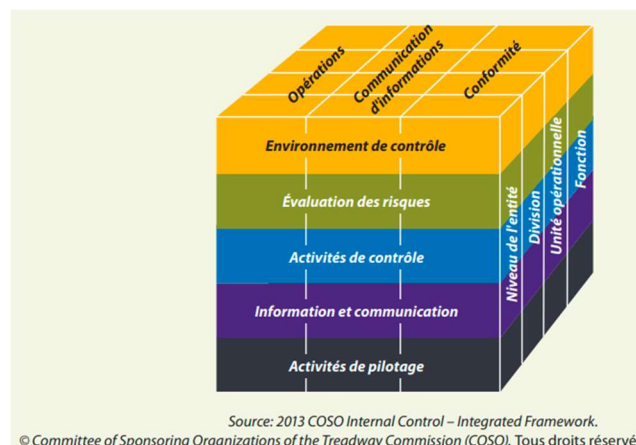 Opérations
Communication
d'informations
Conformité
Environnement de contrôle
Évaluation des risques
Activités de contrôle
Information et communication
Activités de pilotage
Niveau de l'entité
Division
Unité opérationnelle
Fonction
Source: 2013 COSO Internal Control – Integrated Framework.
© Committee of Sponsoring Organizations of the Treadway Commission (COSO). Tous droits réservé